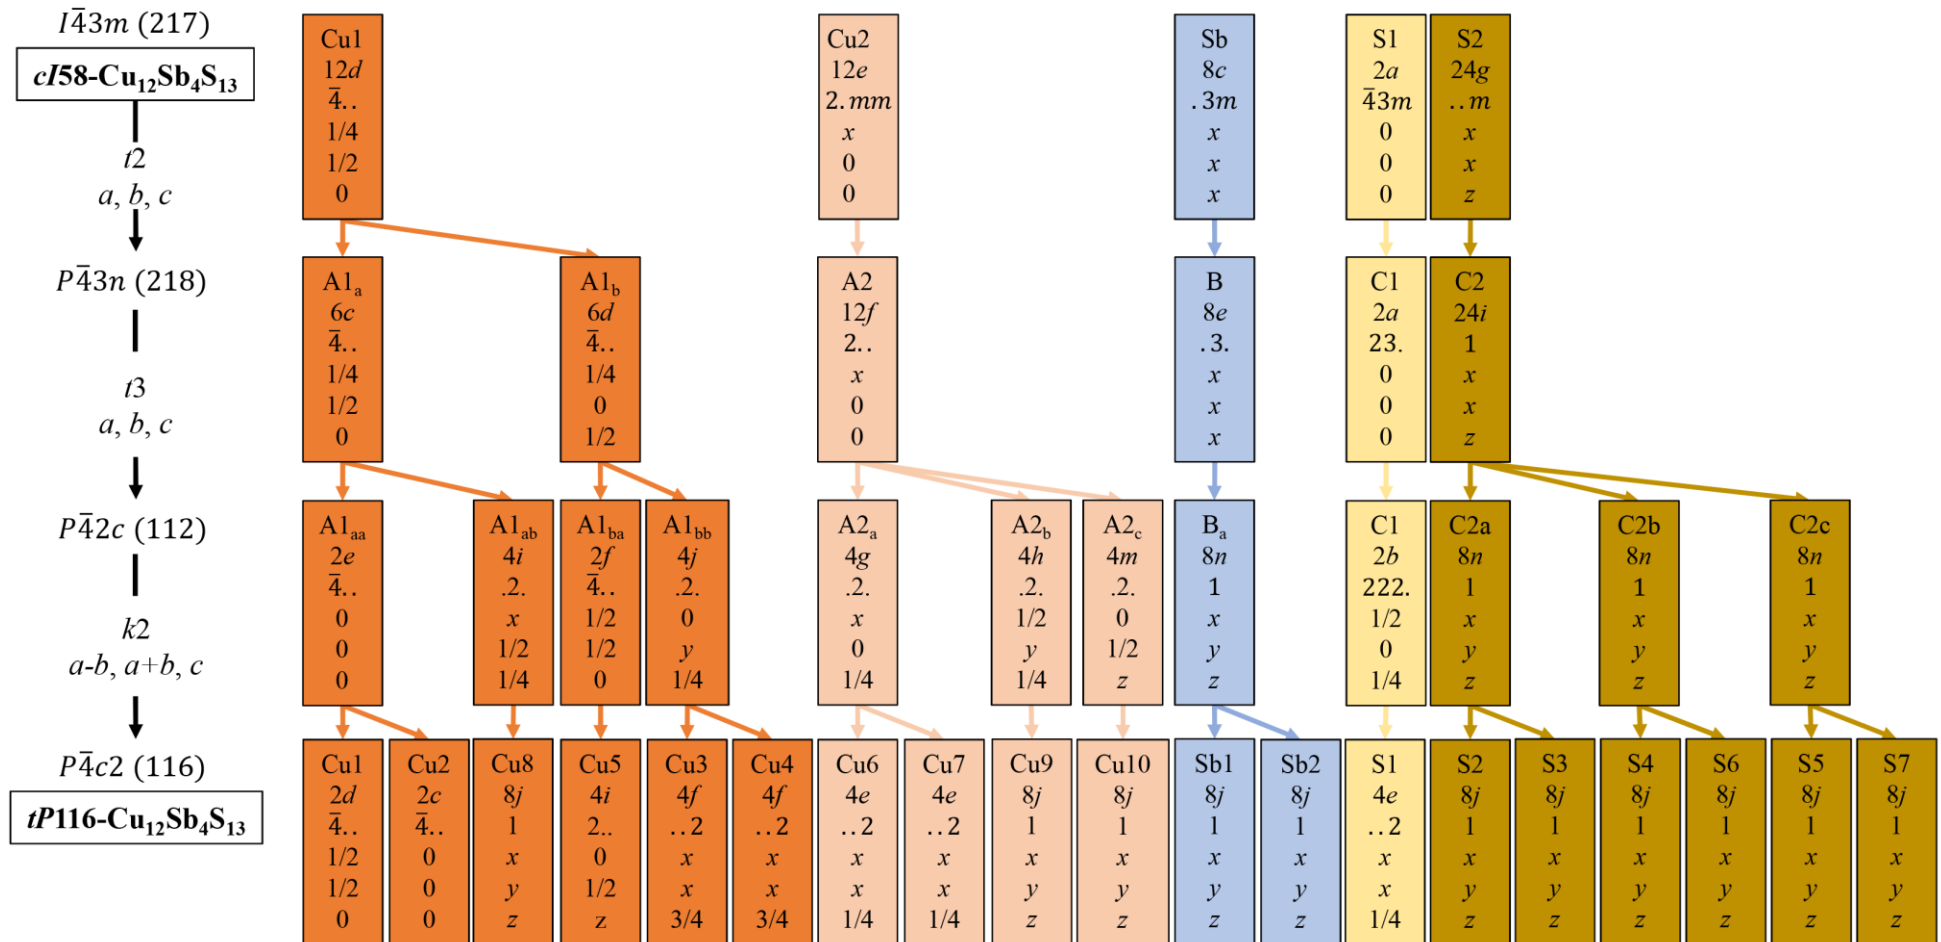 I4̄3m (217)
cI58-Cu₁₂Sb₄S₁₃
t2
a, b, c
P4̄3n (218)
t3
a, b, c
P4̄2c (112)
k2
a-b, a+b, c
P4̄c2 (116)
tP116-Cu₁₂Sb₄S₁₃
Cu1
12d
4̄..
1/4
1/2
0
Cu2
12e
2.mm
x
0
0
Sb
8c
.3m
x
x
x
S1
2a
4̄3m
0
0
0
S2
24g
..m
x
x
z
A1ₐ
6c
4̄..
1/4
1/2
0
A1b
6d
4̄..
1/4
0
1/2
A2
12f
2..
x
0
0
B
8e
.3.
x
x
x
C1
2a
23.
0
0
0
C2
24i
1
x
x
z
A1ₐₐ
2e
4̄..
0
0
0
A1ab
4i
.2.
x
1/2
1/4
A1ba
2f
4̄..
1/2
1/2
0
A1bb
4j
.2.
0
y
1/4
A2ₐ
4g
.2.
x
0
1/4
A2b
4h
.2.
1/2
y
1/4
A2c
4m
.2.
0
1/2
z
Bₐ
8n
1
x
y
z
C1
2b
222.
1/2
0
1/4
C2a
8n
1
x
y
z
C2b
8n
1
x
y
z
C2c
8n
1
x
y
z
Cu1
2d
4̄..
1/2
1/2
0
Cu2
2c
4̄..
0
0
0
Cu8
8j
1
x
y
z
Cu5
4i
2..
0
1/2
z
Cu3
4f
..2
x
x
3/4
Cu4
4f
..2
x
x
3/4
Cu6
4e
..2
x
x
1/4
Cu7
4e
..2
x
x
1/4
Cu9
8j
1
x
y
z
Cu10
8j
1
x
y
z
Sb1
8j
1
x
y
z
Sb2
8j
1
x
y
z
S1
4e
..2
x
x
1/4
S2
8j
1
x
y
z
S3
8j
1
x
y
z
S4
8j
1
x
y
z
S6
8j
1
x
y
z
S5
8j
1
x
y
z
S7
8j
1
x
y
z